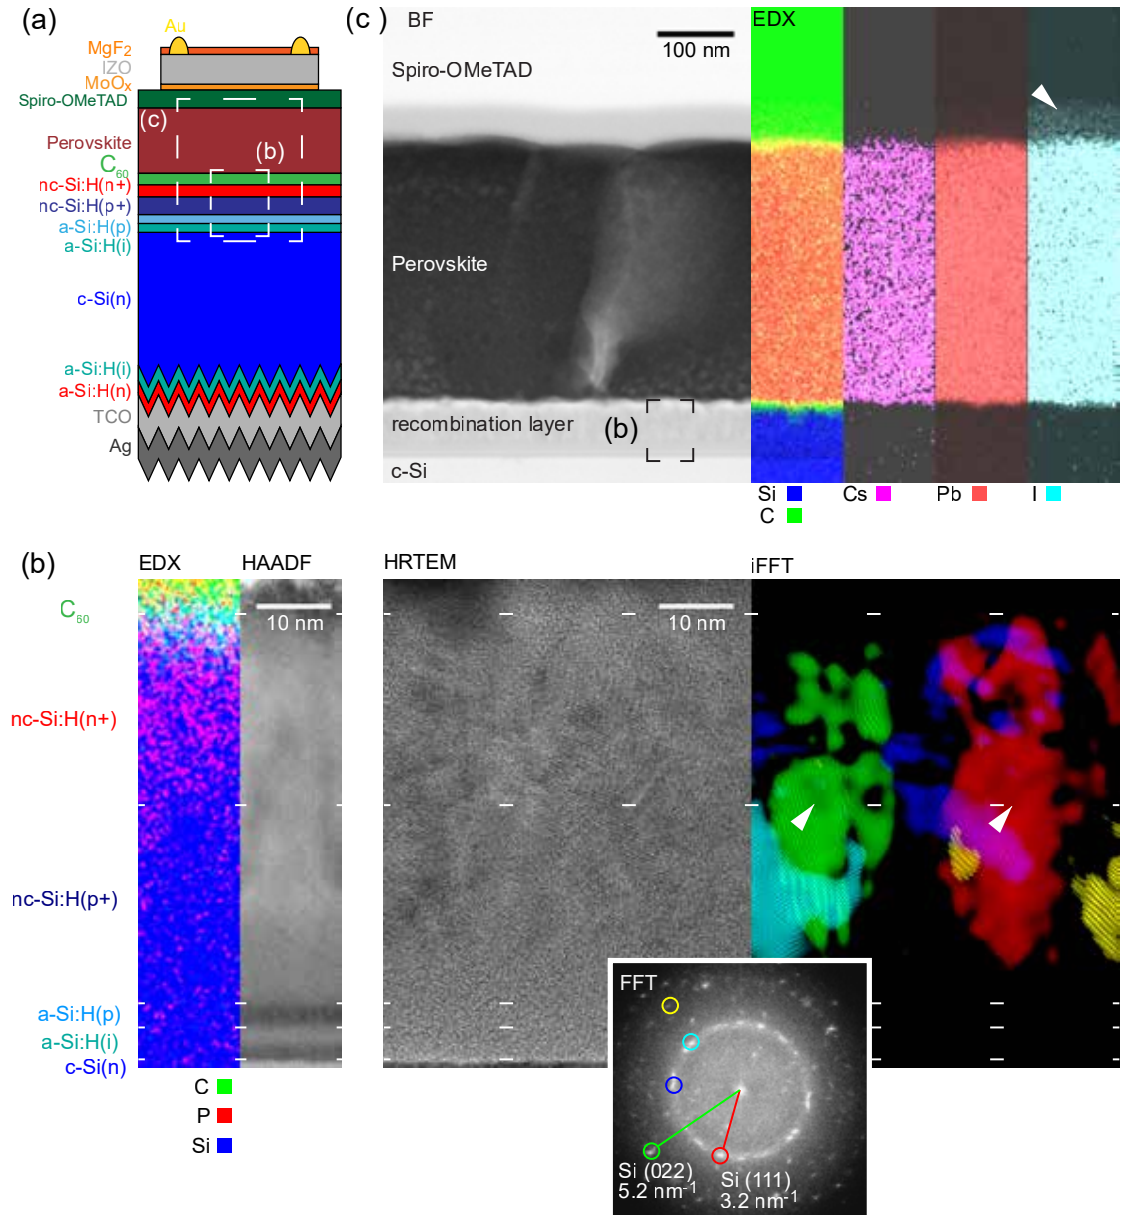 (a)
Au
MgF2
IZO
MoOx
Spiro-OMeTAD
(c)
Perovskite
(b)
C60
nc-Si:H(n+)
nc-Si:H(p+)
a-Si:H(p)
a-Si:H(i)
c-Si(n)
a-Si:H(i)
a-Si:H(n)
TCO
Ag
(c)
BF
100 nm
Spiro-OMeTAD
Perovskite
recombination layer
(b)
c-Si
EDX
Si
Cs
Pb
I
C
(b)
EDX
HAADF
C60
10 nm
nc-Si:H(n+)
nc-Si:H(p+)
a-Si:H(p)
a-Si:H(i)
c-Si(n)
C
P
Si
HRTEM
10 nm
iFFT
FFT
Si (022)
5.2 nm-1
Si (111)
3.2 nm-1